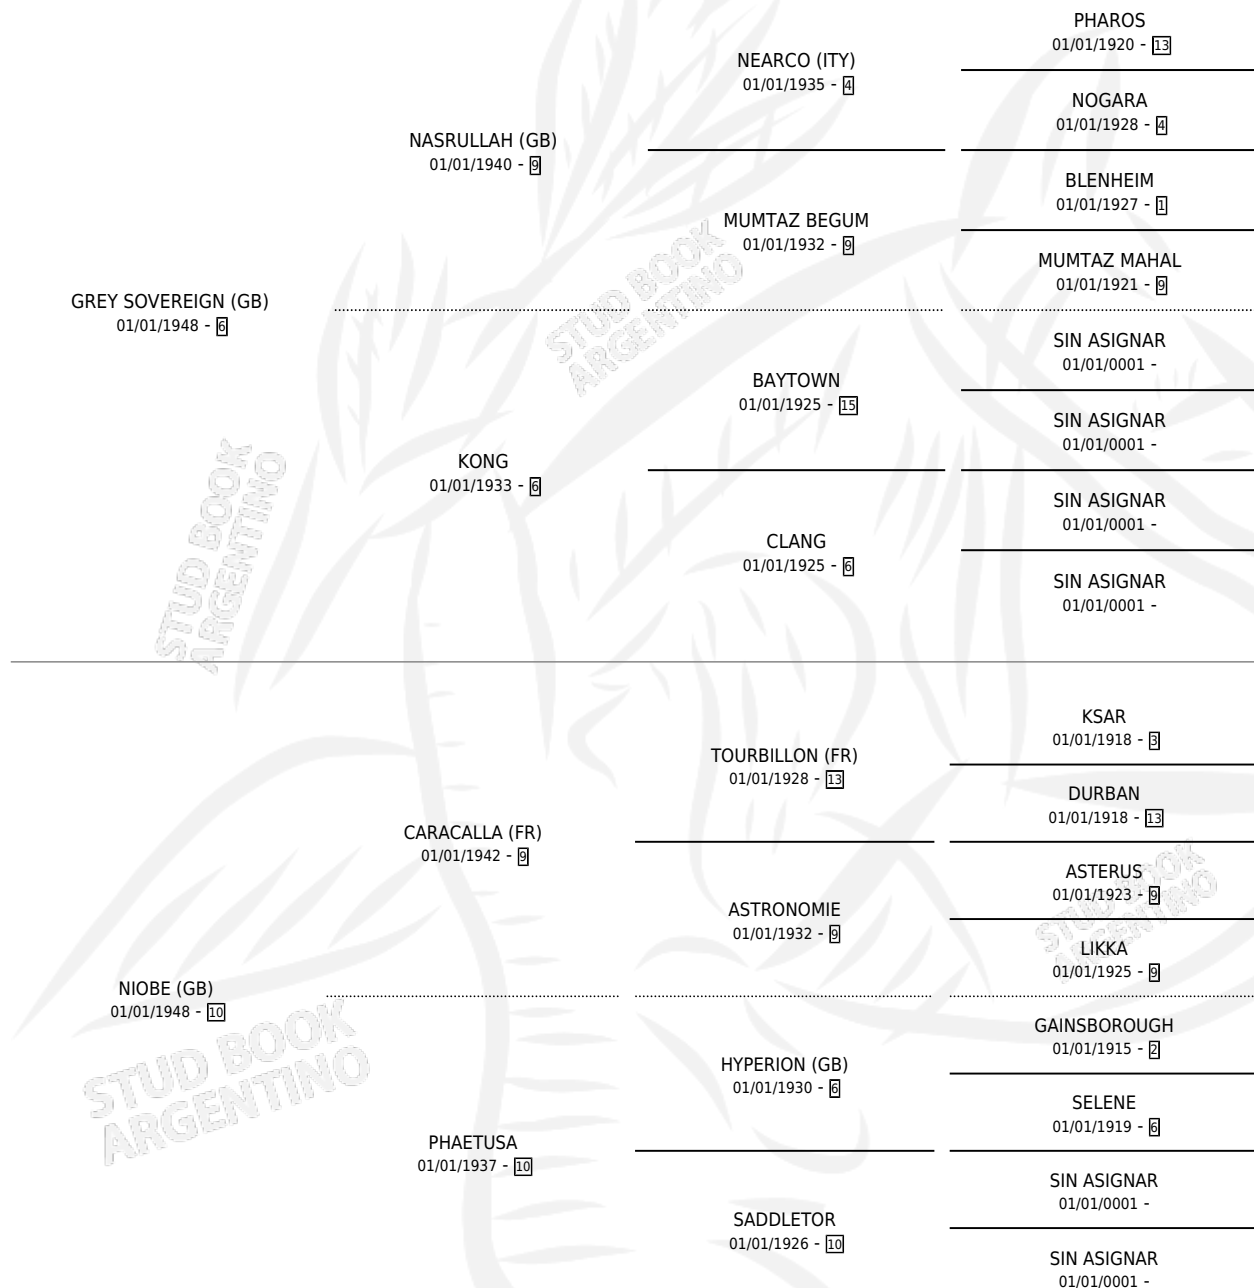 PHAROS
01/01/1920 - 13
NEARCO (ITY)
01/01/1935 - 4
NOGARA
01/01/1928 - 4
NASRULLAH (GB)
01/01/1940 - 9
BLENHEIM
01/01/1927 - 1
MUMTAZ BEGUM
01/01/1932 - 9
MUMTAZ MAHAL
01/01/1921 - 9
GREY SOVEREIGN (GB)
01/01/1948 - 6
SIN ASIGNAR
01/01/0001 -
BAYTOWN
01/01/1925 - 15
SIN ASIGNAR
01/01/0001 -
KONG
01/01/1933 - 6
SIN ASIGNAR
01/01/0001 -
CLANG
01/01/1925 - 6
SIN ASIGNAR
01/01/0001 -
KSAR
01/01/1918 - 3
TOURBILLON (FR)
01/01/1928 - 13
DURBAN
01/01/1918 - 13
CARACALLA (FR)
01/01/1942 - 9
ASTERUS
01/01/1923 - 9
ASTRONOMIE
01/01/1932 - 9
LIKKA
01/01/1925 - 9
NIOBE (GB)
01/01/1948 - 10
GAINSBOROUGH
01/01/1915 - 2
HYPERION (GB)
01/01/1930 - 6
SELENE
01/01/1919 - 6
PHAETUSA
01/01/1937 - 10
SIN ASIGNAR
01/01/0001 -
SADDLETOR
01/01/1926 - 10
SIN ASIGNAR
01/01/0001 -
STUD BOOK
ARGENTINO
STUD BOOK
ARGENTINO
STUD BOOK
ARGENTINO
STUD BOOK
ARGENTINO